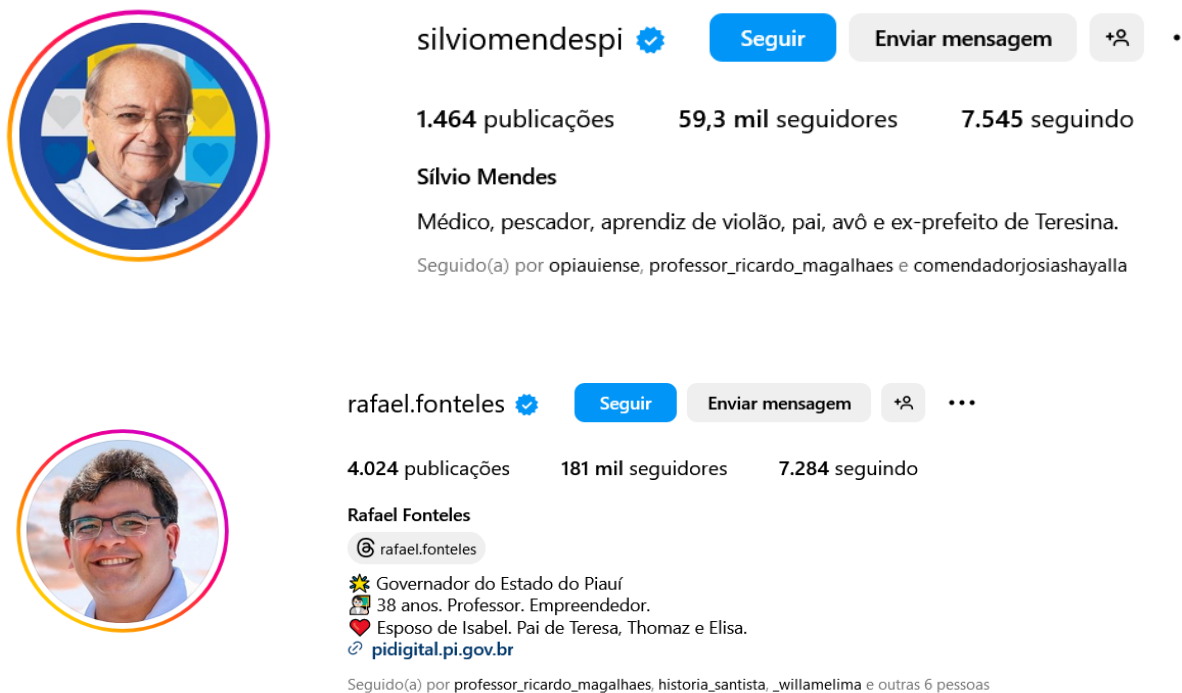 silviomendespi Seguir Enviar mensagem
1.464 publicações 59,3 mil seguidores 7.545 seguindo
Sílvio Mendes
Médico, pescador, aprendiz de violão, pai, avô e ex-prefeito de Teresina.
Seguido(a) por opiauiense, professor_ricardo_magalhaes e comendadorjosiashayalla
rafael.fonteles Seguir Enviar mensagem
4.024 publicações 181 mil seguidores 7.284 seguindo
Rafael Fonteles
rafael.fonteles
Governador do Estado do Piauí
38 anos. Professor. Empreendedor.
Esposo de Isabel. Pai de Teresa, Thomaz e Elisa.
pidigital.pi.gov.br
Seguido(a) por professor_ricardo_magalhaes, historia_santista, _willamelima e outras 6 pessoas